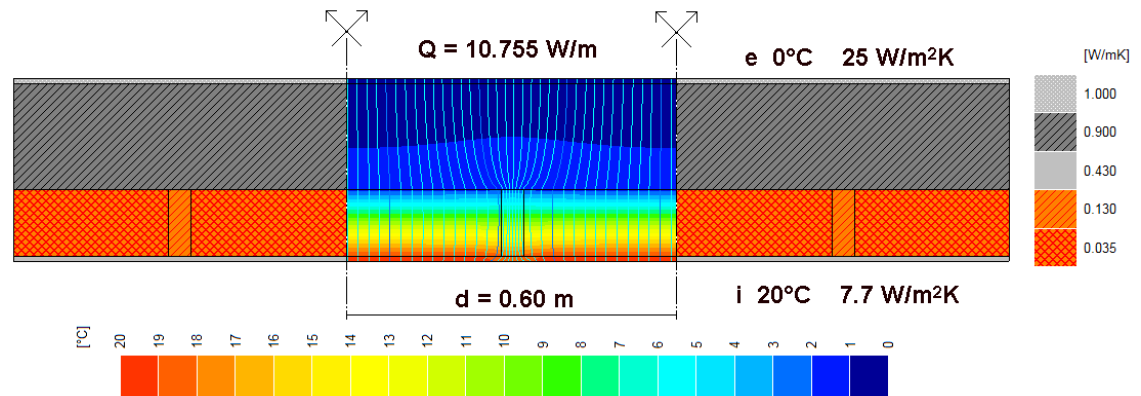 Q = 10.755 W/m
e 0°C 25 W/m²K
[W/mK]
1.000
0.900
0.430
0.130
0.035
d = 0.60 m
i 20°C 7.7 W/m²K
[°C]
20 19 18 17 16 15 14 13 12 11 10 9 8 7 6 5 4 3 2 1 0